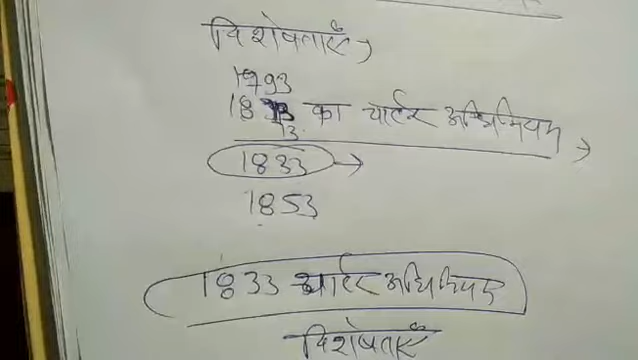 विशेषताएँ
1793
1813 का चार्टर अधिनियम
1833 →
1853
1833 चार्टर अधिनियम
विशेषताएँ